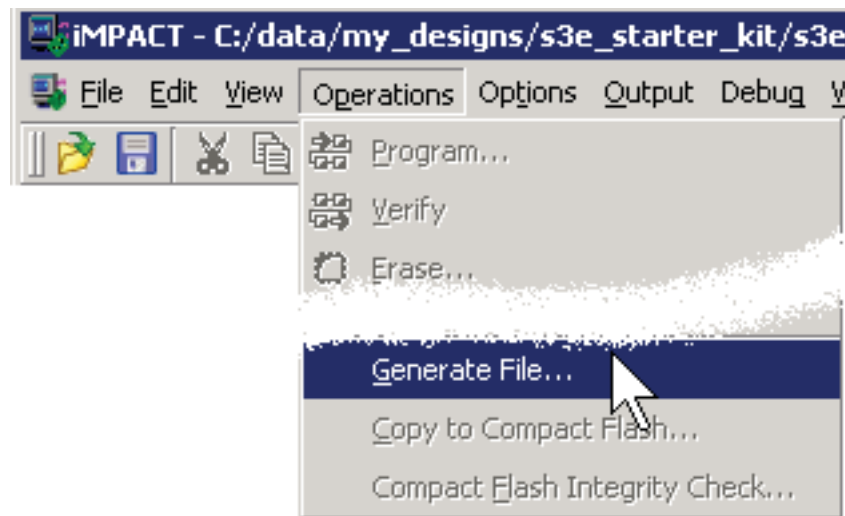 iMPACT - C:/data/my_designs/s3e_starter_kit/s3e
File Edit View Operations Options Output Debug
Program...
Verify
Erase...
Generate File...
Copy to Compact Flash...
Compact Flash Integrity Check...